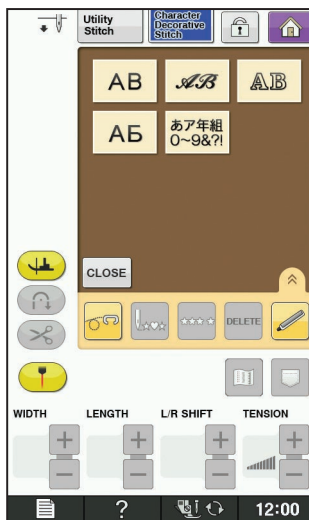 Utility
Stitch
Character
Decorative
Stitch
AB
AB
AB
АБ
あア年組
0~9&?!
CLOSE
DELETE
WIDTH
LENGTH
L/R SHIFT
TENSION
+
+
+
+
−
−
−
−
?
12:00